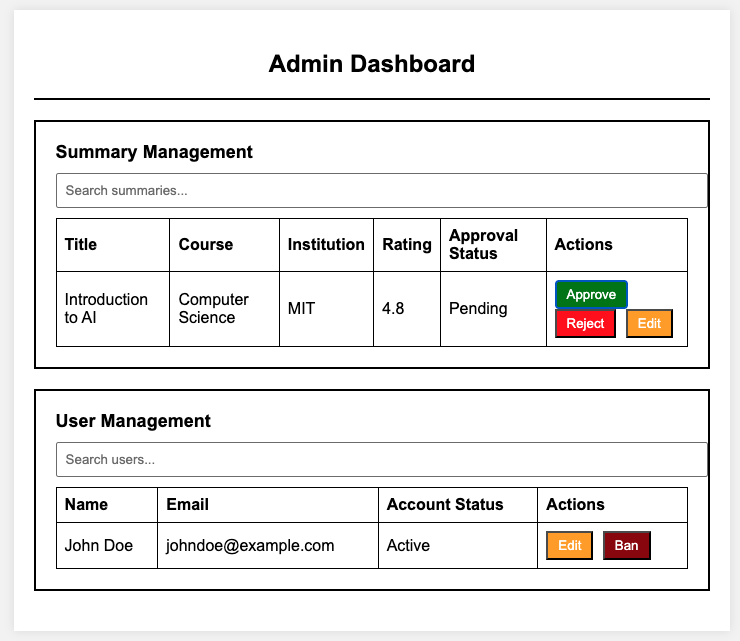 Admin Dashboard
Summary Management
Search summaries...
Title Course Institution Rating Approval Status Actions
Introduction to AI Computer Science MIT 4.8 Pending Approve Reject Edit
User Management
Search users...
Name Email Account Status Actions
John Doe johndoe@example.com Active Edit Ban